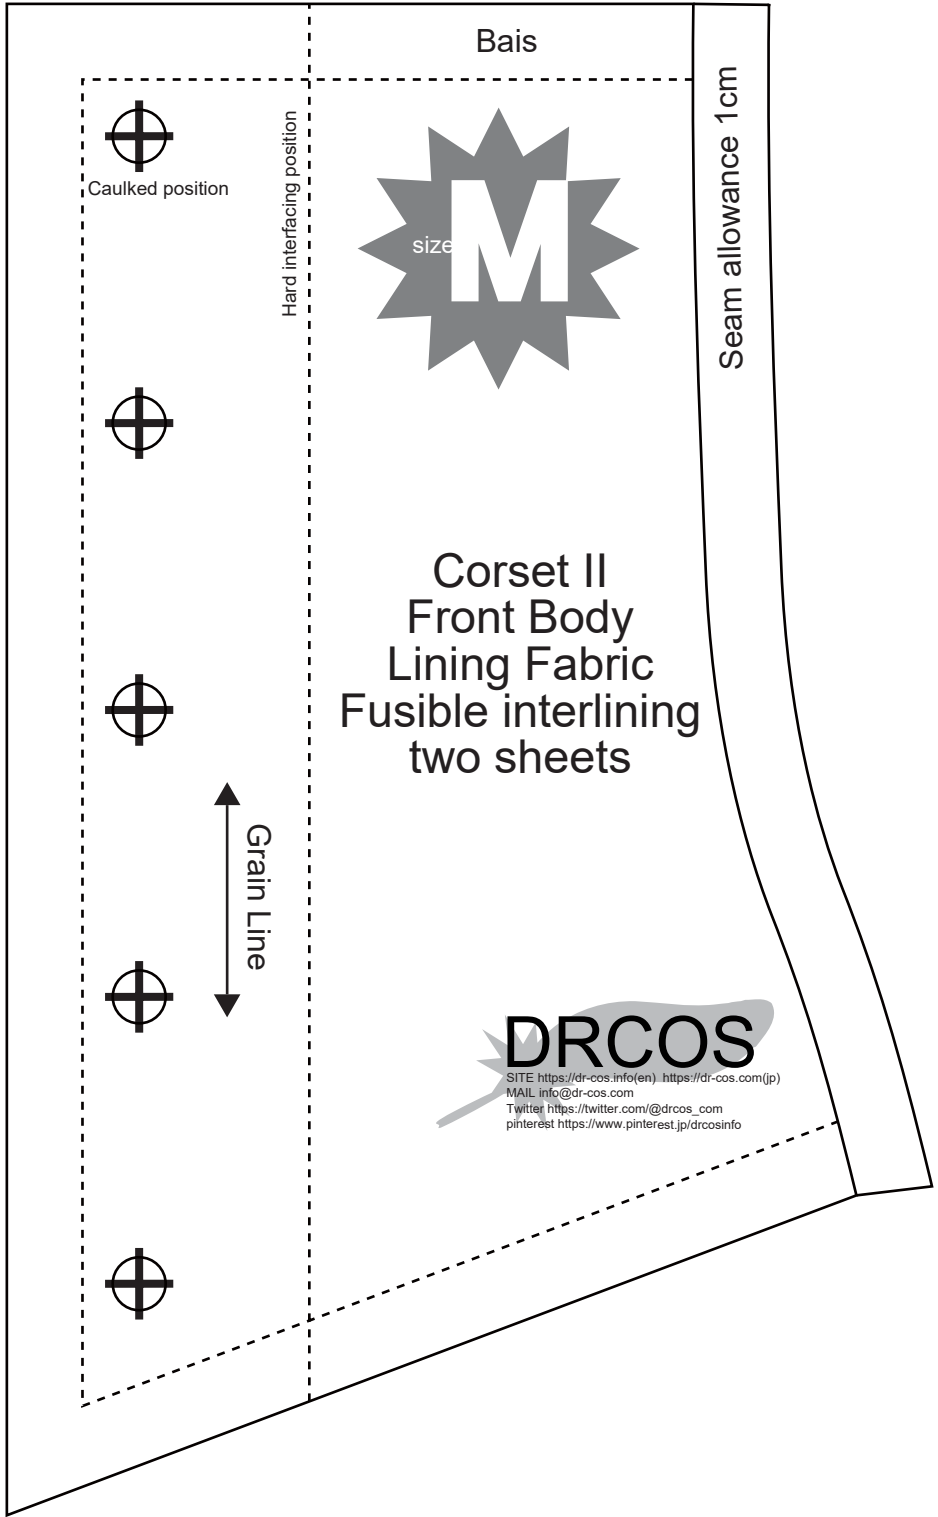 Bais
Seam allowance 1cm
Hard interfacing position
Caulked position
size M
Corset II
Front Body
Lining Fabric
Fusible interlining
two sheets
Grain Line
DRCOS
SITE https://dr-cos.info(en) https://dr-cos.com(jp)
MAIL info@dr-cos.com
Twitter https://twitter.com/@drcos_com
pinterest https://www.pinterest.jp/drcosinfo